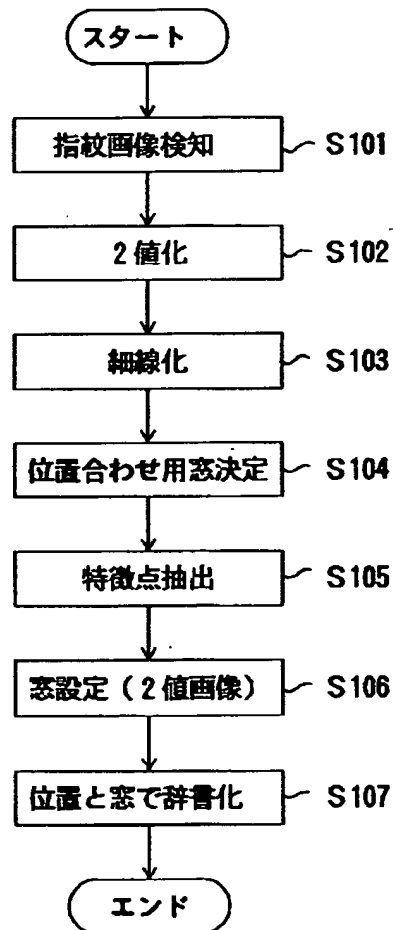 スタート
指紋画像検知 S101
2値化 S102
細線化 S103
位置合わせ用窓決定 S104
特徴点抽出 S105
窓設定（2値画像） S106
位置と窓で辞書化 S107
エンド